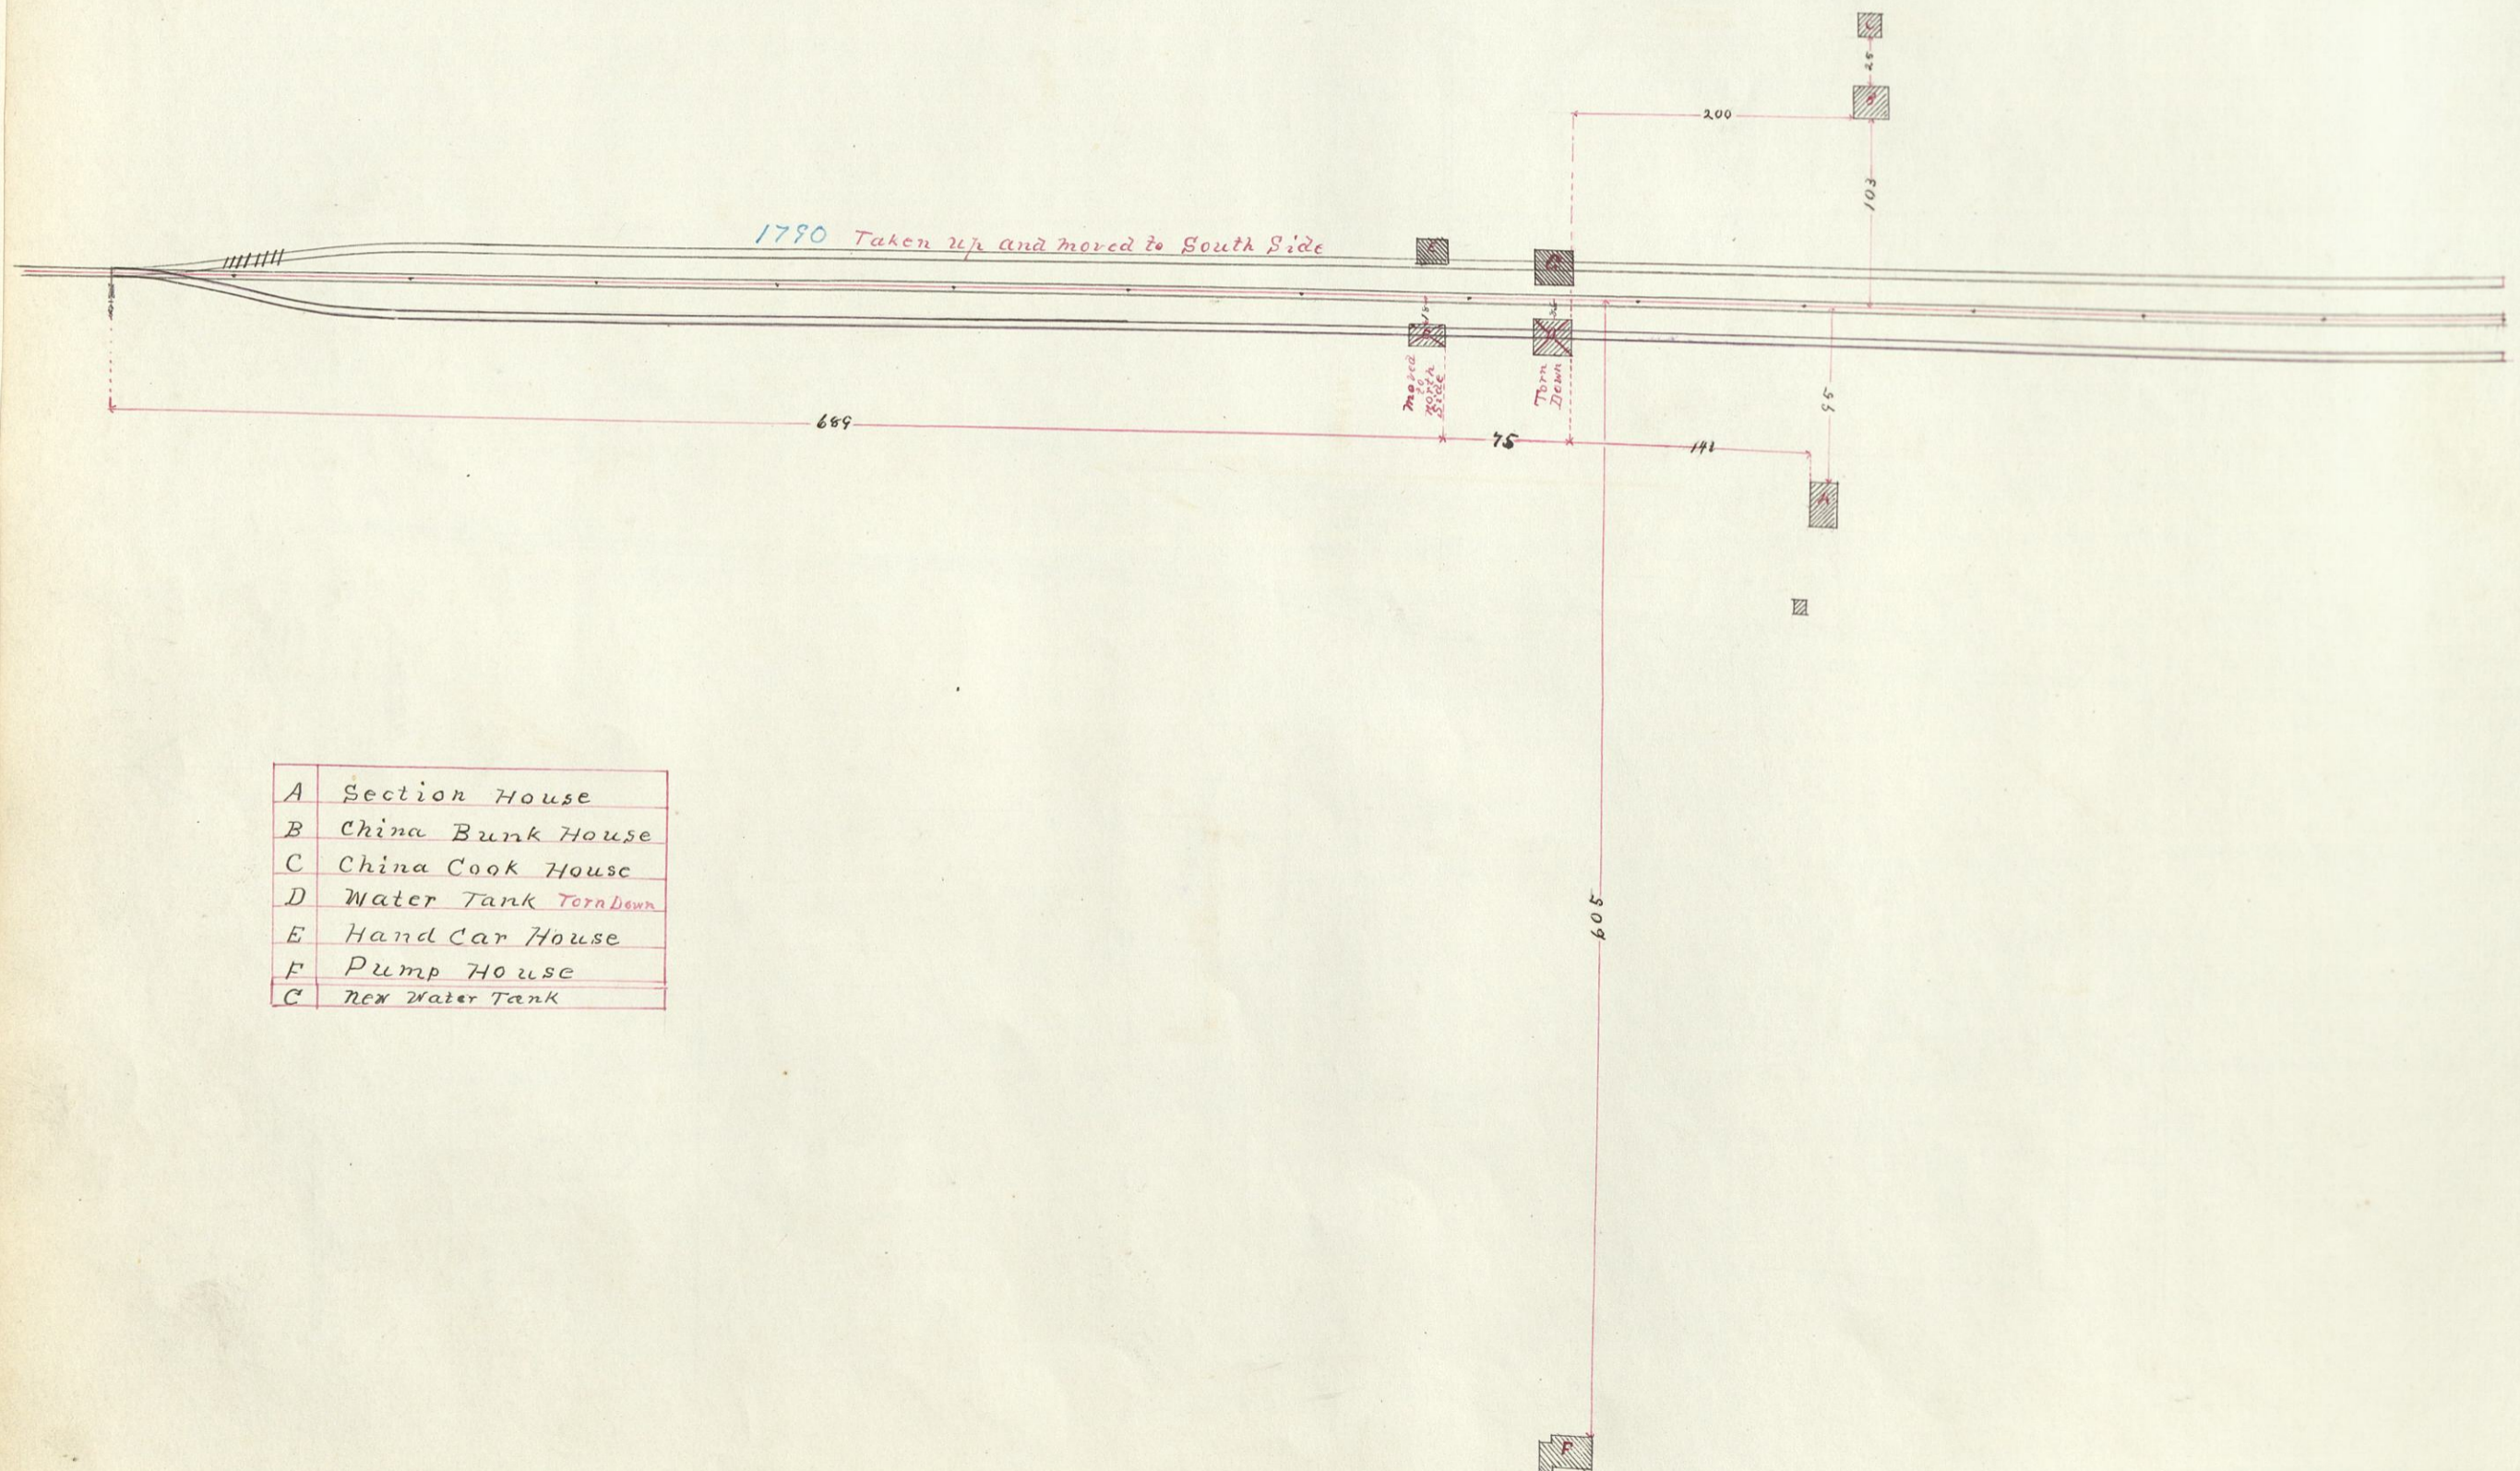 C
25
B
200
103
1790 Taken up and moved to South Side
E
18
Moved
to
North
Side
Torn
Down
95
689
75
141
A
605
A Section House
B China Bunk House
C China Cook House
D Water Tank Torn Down
E Hand Car House
F Pump House
C New Water Tank
F